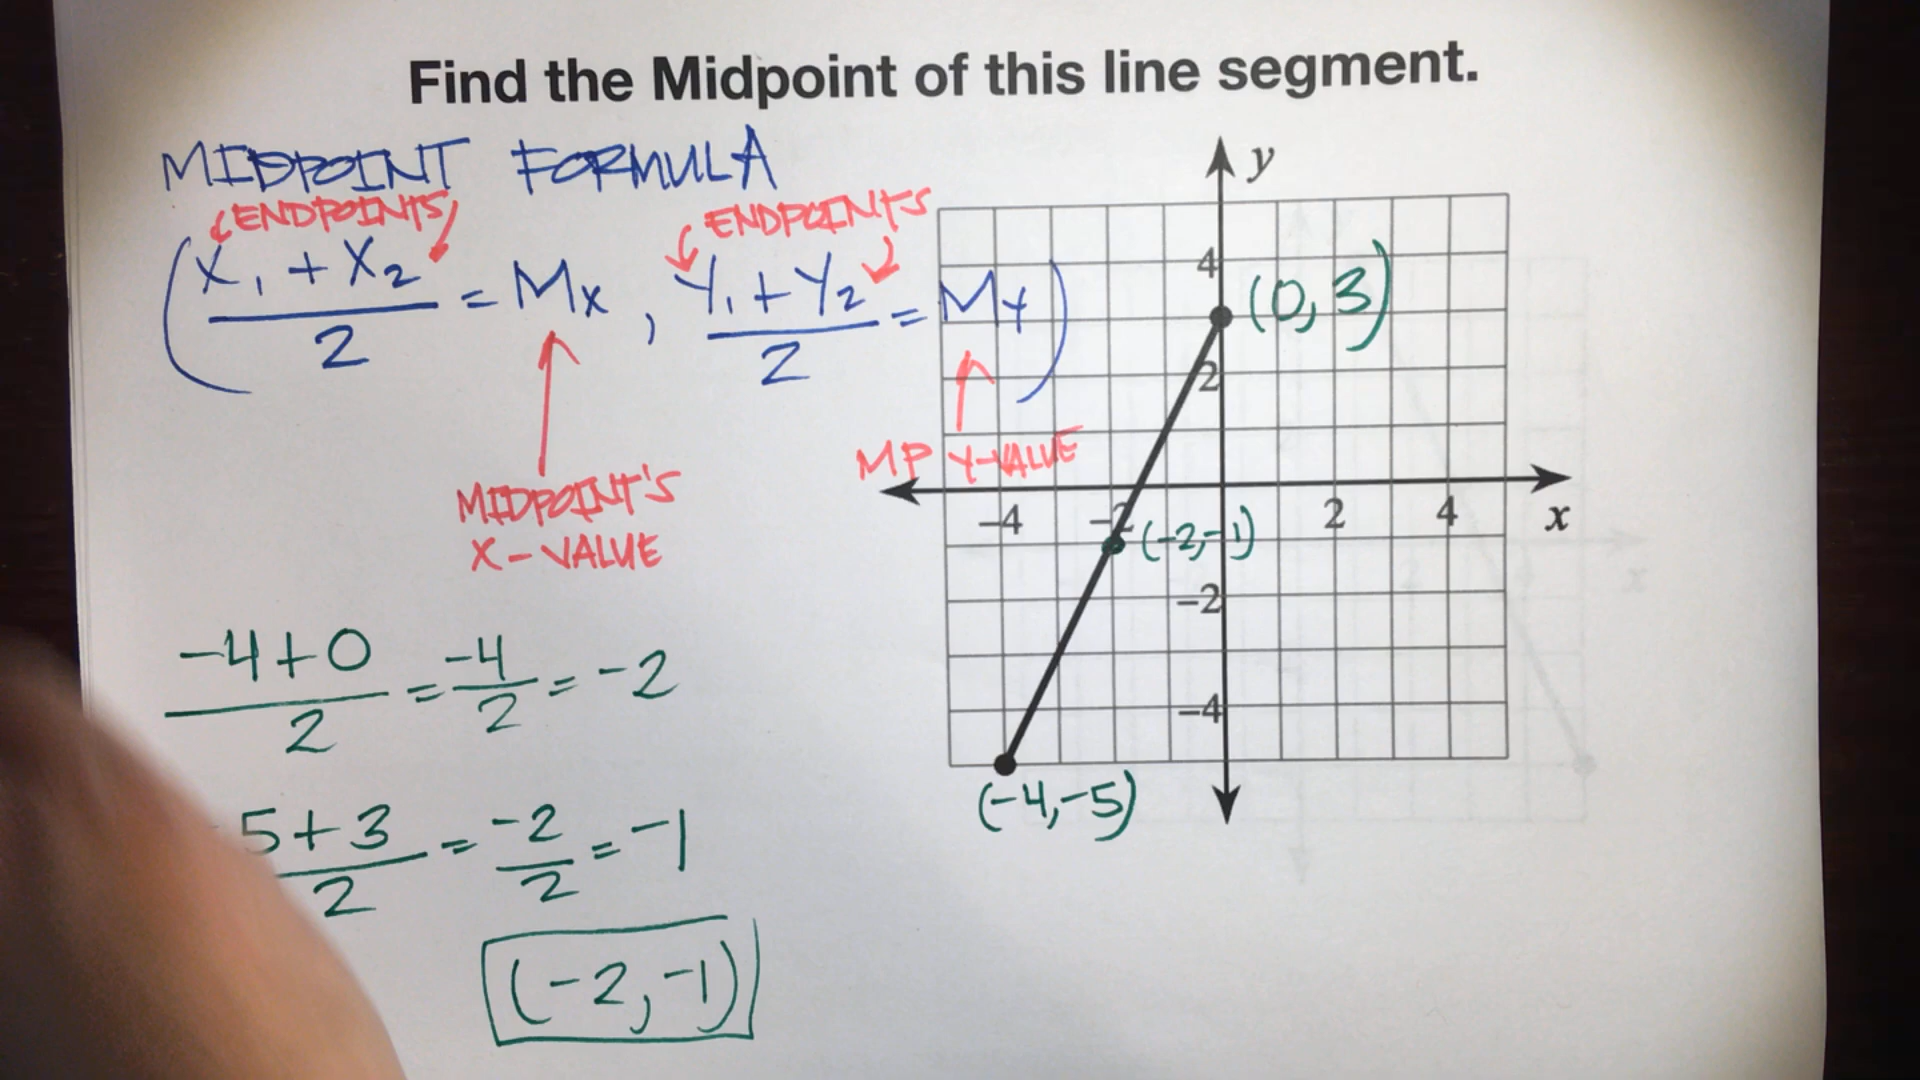 Find the Midpoint of this line segment.
MIDPOINT FORMULA
ENDPOINTS
ENDPOINTS
(X₁ + X₂ / 2 = Mx , Y₁ + Y₂ / 2 = My)
MIDPOINT'S
X-VALUE
MP Y-VALUE
-4+0 / 2 = -4 / 2 = -2
5+3 / 2 = -2 / 2 = -1
(-2,-1)
y
4
(0,3)
2
-4
-2
2
4
x
(-2,-1)
-2
-4
(-4,-5)